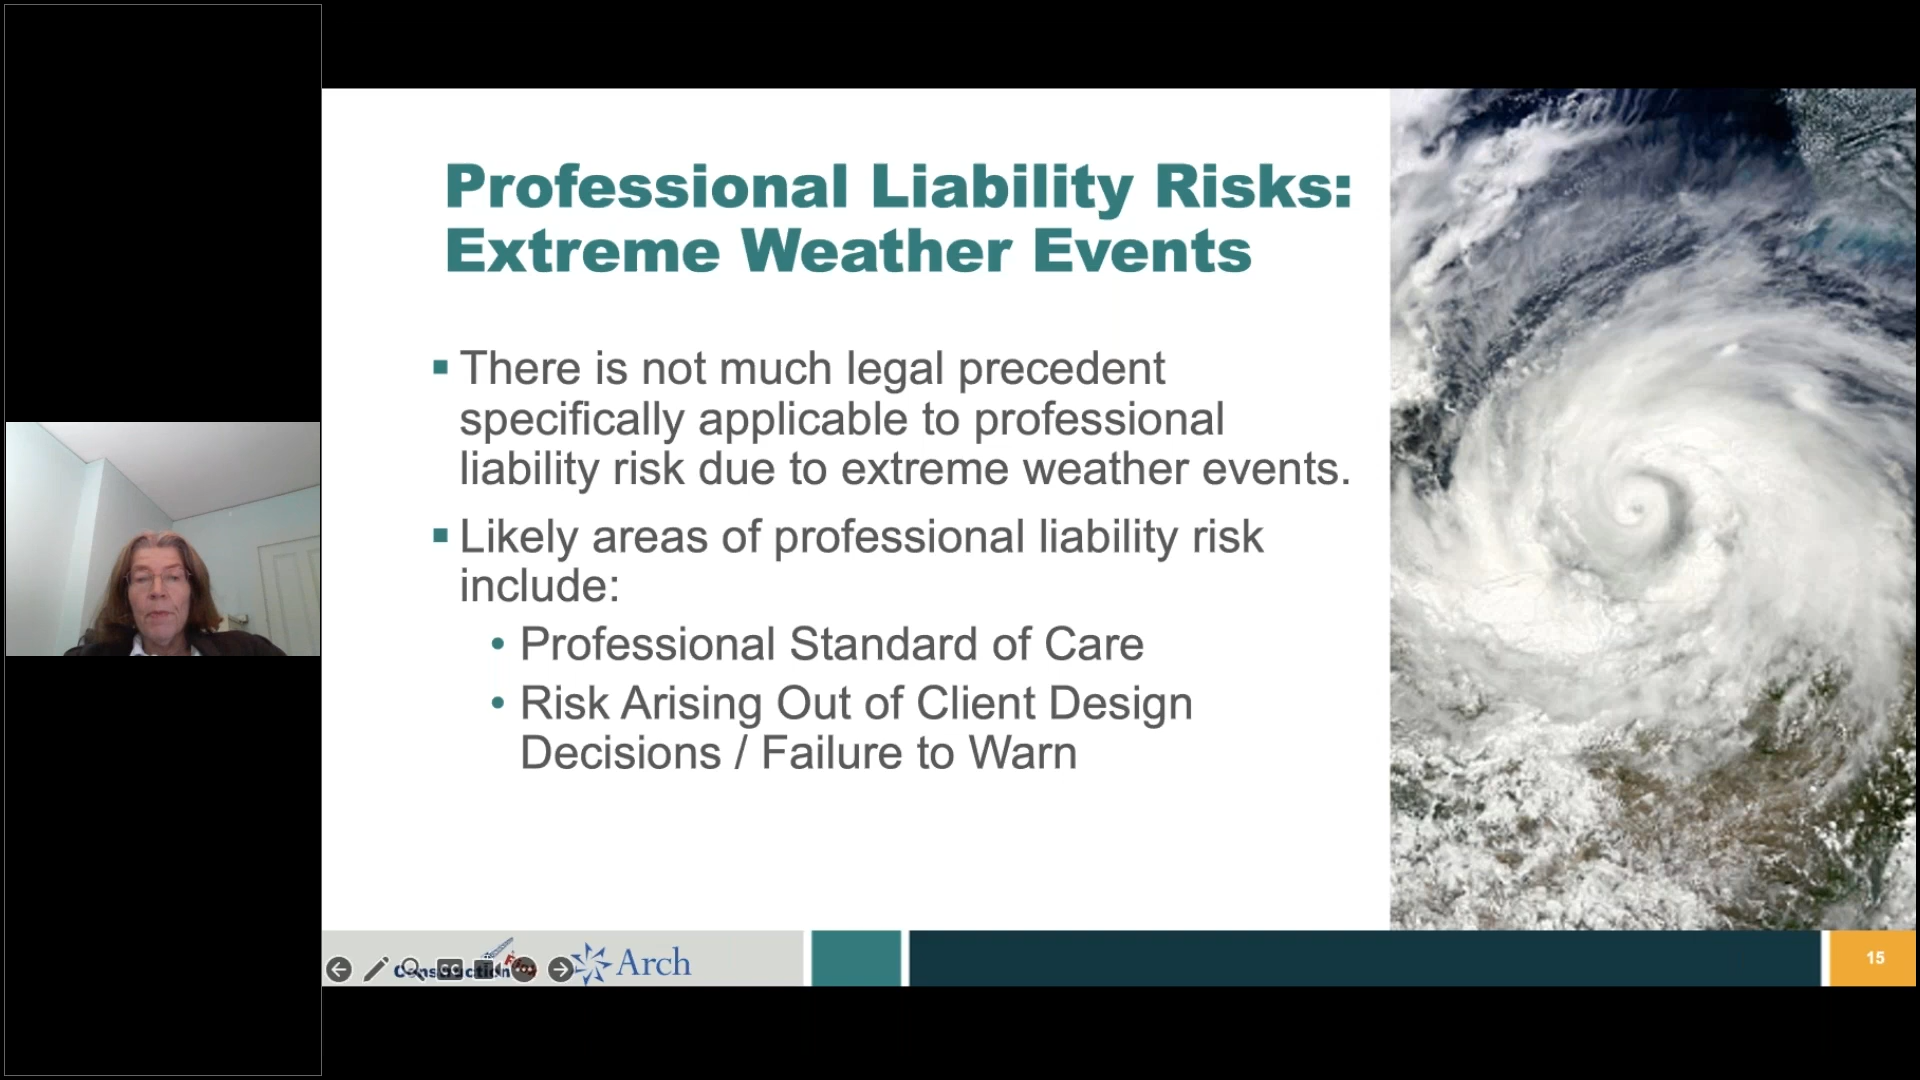 Professional Liability Risks:
Extreme Weather Events
▪ There is not much legal precedent
specifically applicable to professional
liability risk due to extreme weather events.
▪ Likely areas of professional liability risk
include:
• Professional Standard of Care
• Risk Arising Out of Client Design
Decisions / Failure to Warn
Construction
Arch
15